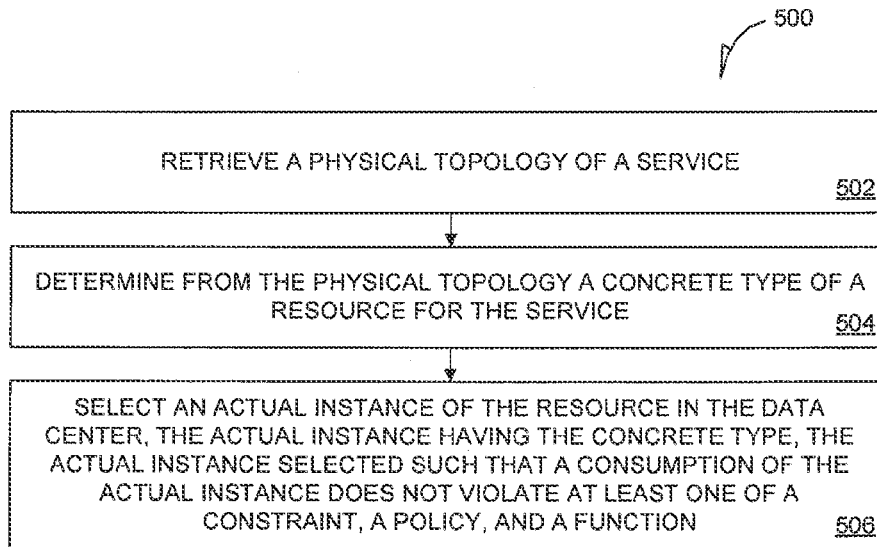 500
RETRIEVE A PHYSICAL TOPOLOGY OF A SERVICE
502
DETERMINE FROM THE PHYSICAL TOPOLOGY A CONCRETE TYPE OF A
RESOURCE FOR THE SERVICE
504
SELECT AN ACTUAL INSTANCE OF THE RESOURCE IN THE DATA
CENTER, THE ACTUAL INSTANCE HAVING THE CONCRETE TYPE, THE
ACTUAL INSTANCE SELECTED SUCH THAT A CONSUMPTION OF THE
ACTUAL INSTANCE DOES NOT VIOLATE AT LEAST ONE OF A
CONSTRAINT, A POLICY, AND A FUNCTION
506